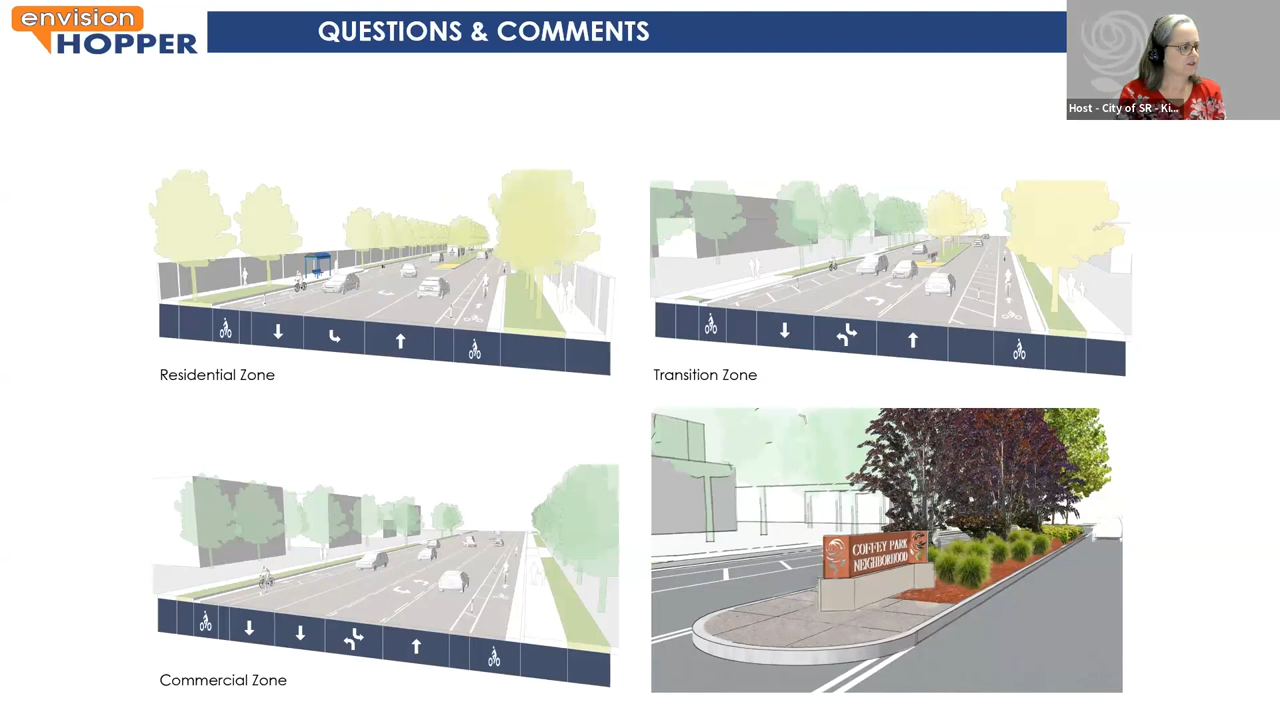 envision
HOPPER
QUESTIONS & COMMENTS
Host - City of SR - Ki...
Residential Zone
Transition Zone
COFFEY PARK
NEIGHBORHOOD
Commercial Zone